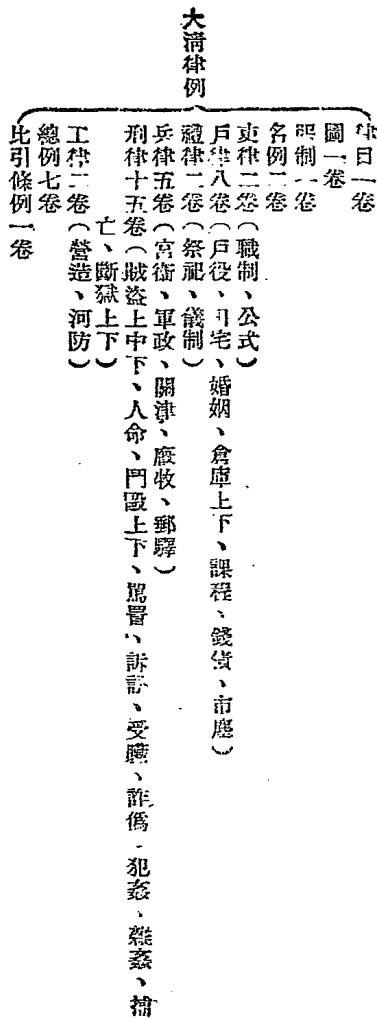 大清律例
律目一卷
圖一卷
服制一卷
名例二卷
吏律二卷(職制、公式)
戶律八卷(戶役、田宅、婚姻、倉庫上下、課程、錢債、市廛)
禮律二卷(祭祀、儀制)
兵律五卷(宮衞、軍政、關津、廐牧、郵驛)
刑律十五卷(賊盜上中下、人命、鬥毆上下、罵詈、訴訟、受贓、詐僞、犯姦、雜姦、捕
亡、斷獄上下)
工律二卷(營造、河防)
總例七卷
比引條例一卷